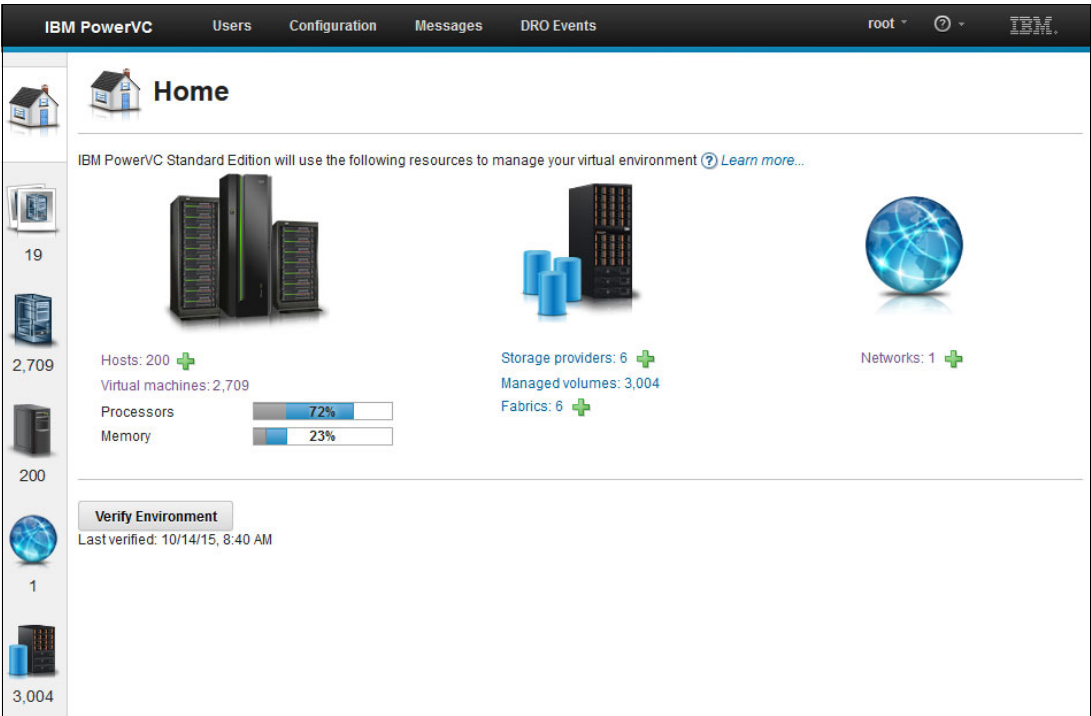 IBM PowerVC Users Configuration Messages DRO Events root IBM.
Home
IBM PowerVC Standard Edition will use the following resources to manage your virtual environment ? Learn more...
19
2,709
200
1
3,004
Hosts: 200
Virtual machines: 2,709
Processors 72%
Memory 23%
Storage providers: 6
Managed volumes: 3,004
Fabrics: 6
Networks: 1
Verify Environment
Last verified: 10/14/15, 8:40 AM